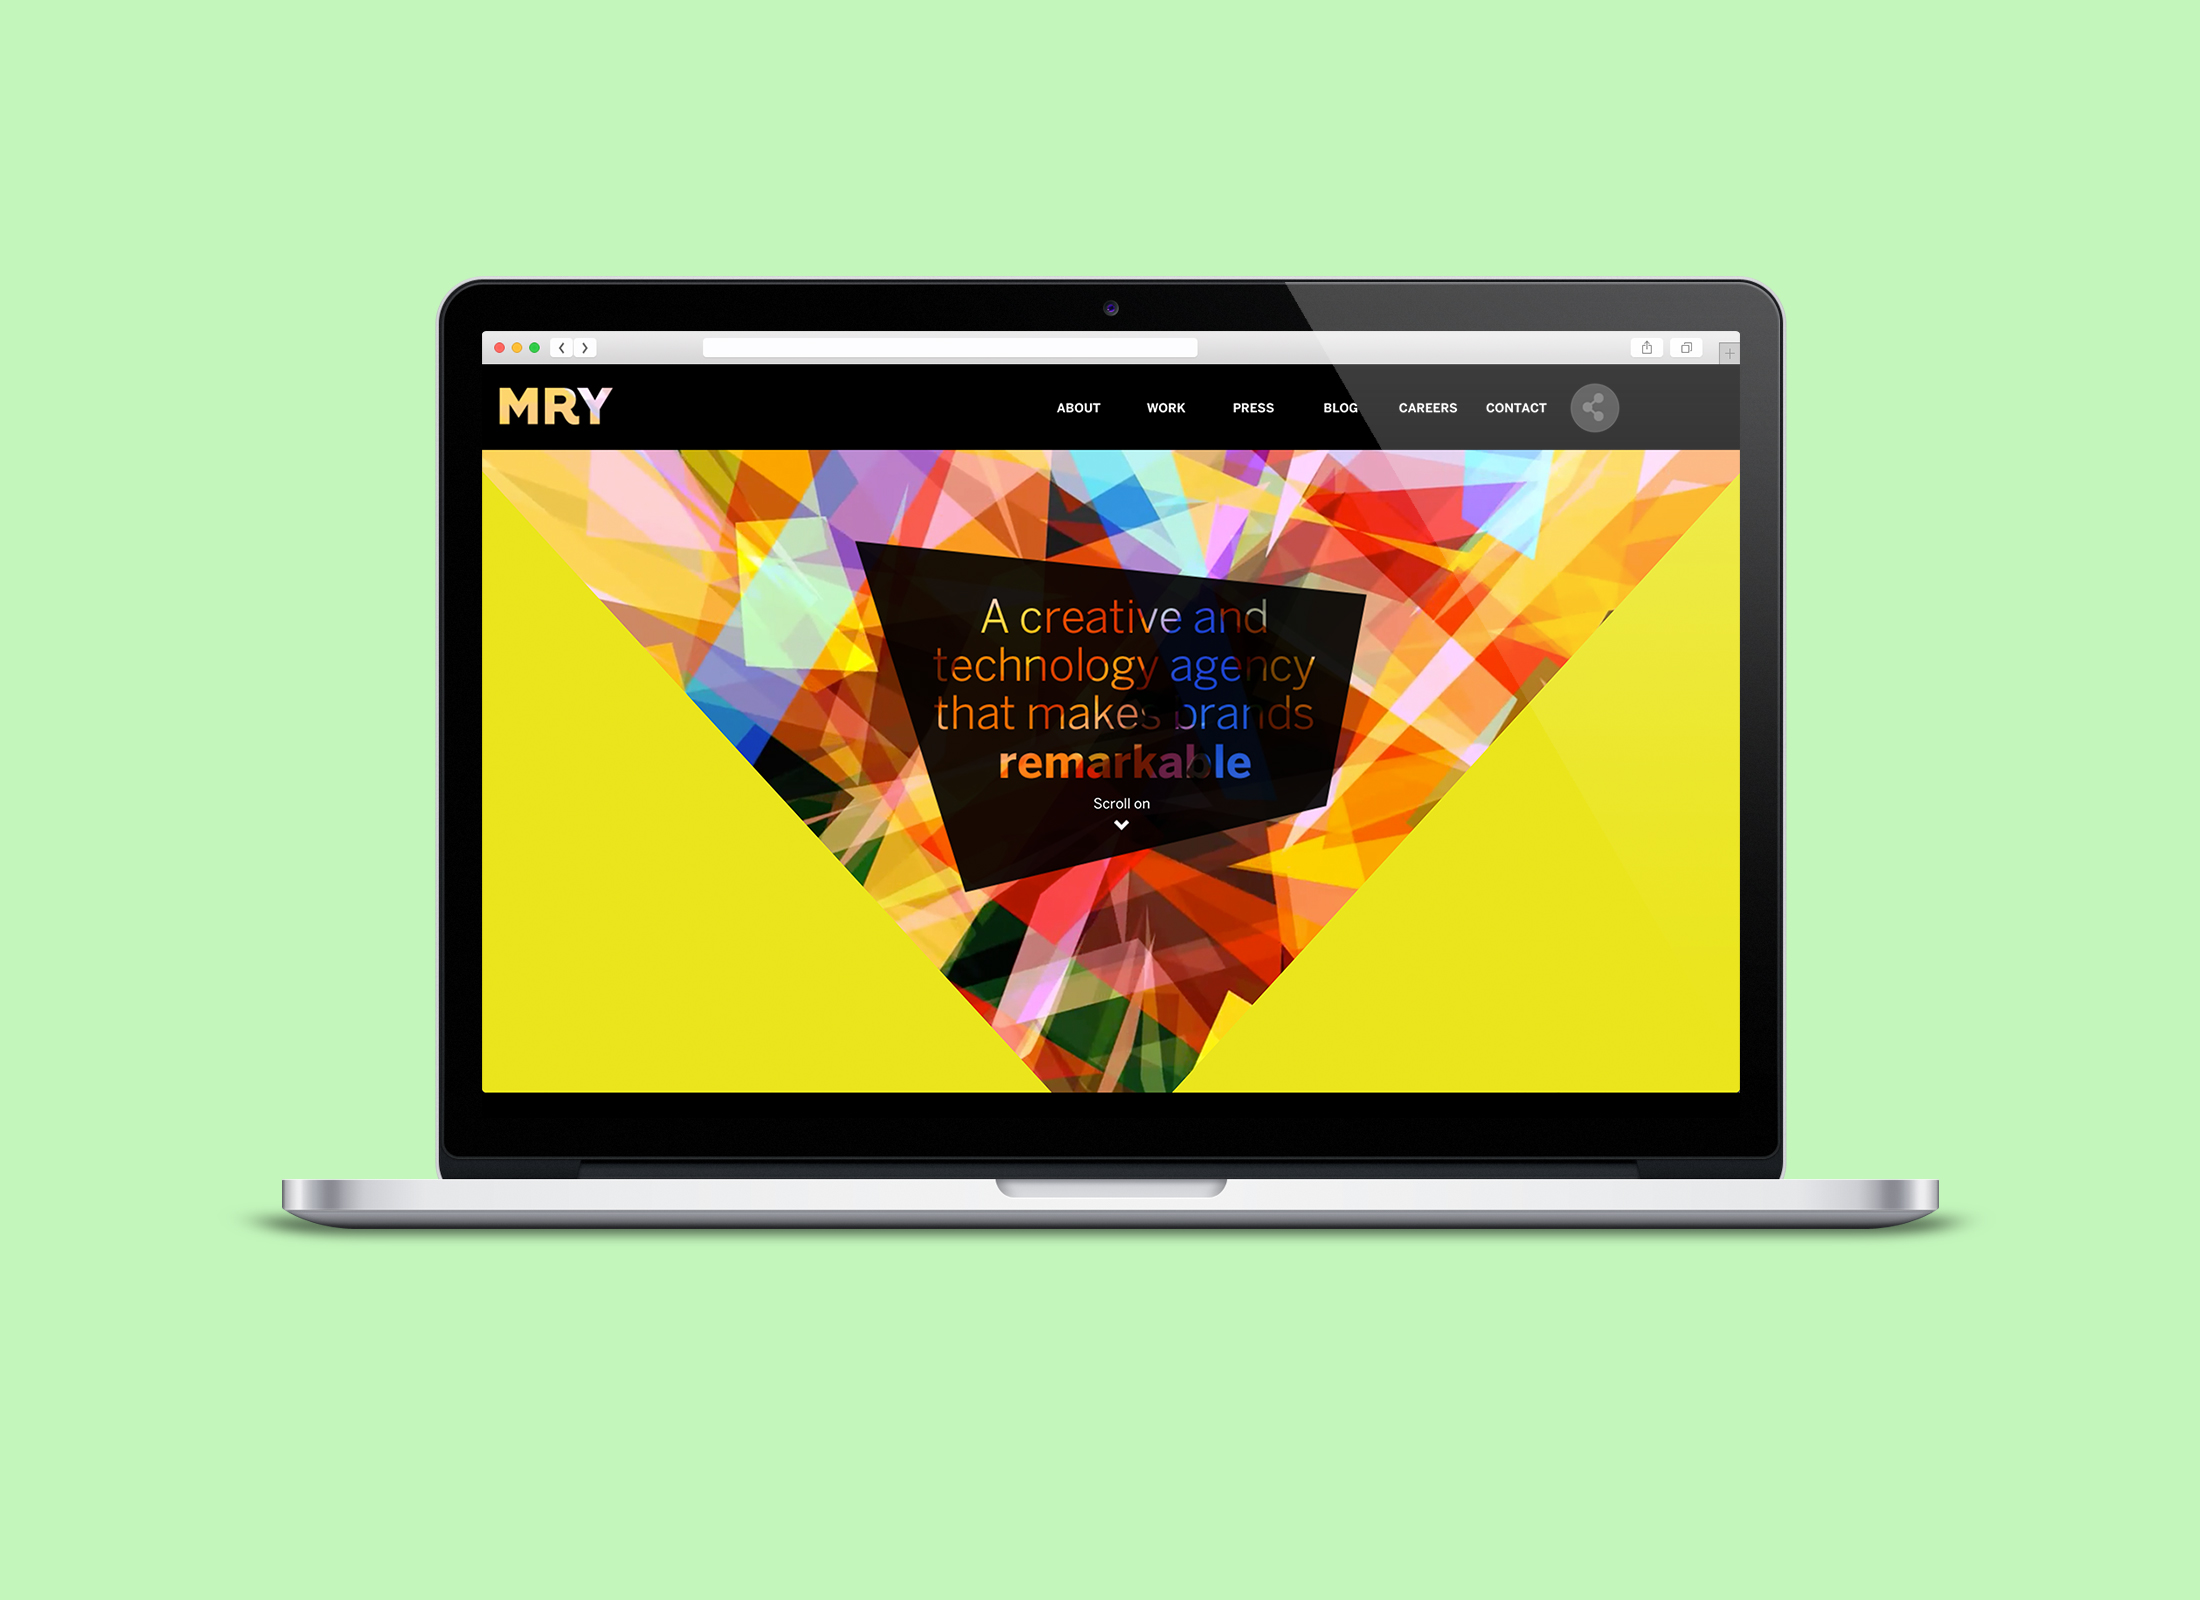 MRY
ABOUT
WORK
PRESS
BLOG
CAREERS
CONTACT
A creative and
technology agency
that makes brands
remarkable
Scroll on